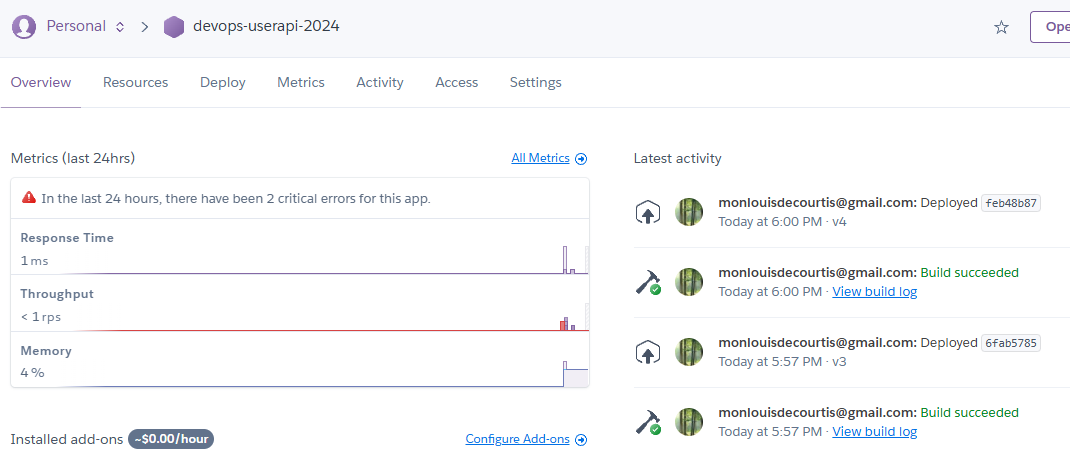 Personal devops-userapi-2024
Ope
Overview Resources Deploy Metrics Activity Access Settings
Metrics (last 24hrs) All Metrics
In the last 24 hours, there have been 2 critical errors for this app.
Response Time
1 ms
Throughput
< 1 rps
Memory
4 %
Installed add-ons ~$0.00/hour Configure Add-ons
Latest activity
monlouisdecourtis@gmail.com: Deployed feb48b87
Today at 6:00 PM · v4
monlouisdecourtis@gmail.com: Build succeeded
Today at 6:00 PM · View build log
monlouisdecourtis@gmail.com: Deployed 6fab5785
Today at 5:57 PM · v3
monlouisdecourtis@gmail.com: Build succeeded
Today at 5:57 PM · View build log